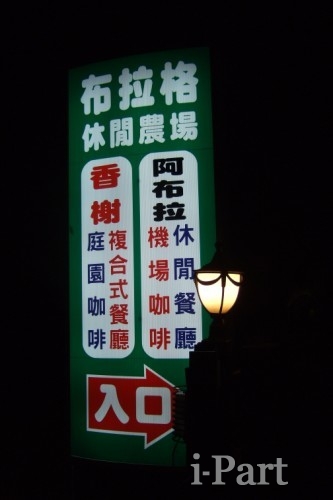 布拉格
休閒農場
阿布拉
休閒餐廳
機場咖啡
香榭
複合式餐廳
庭園咖啡
入口
i-Part